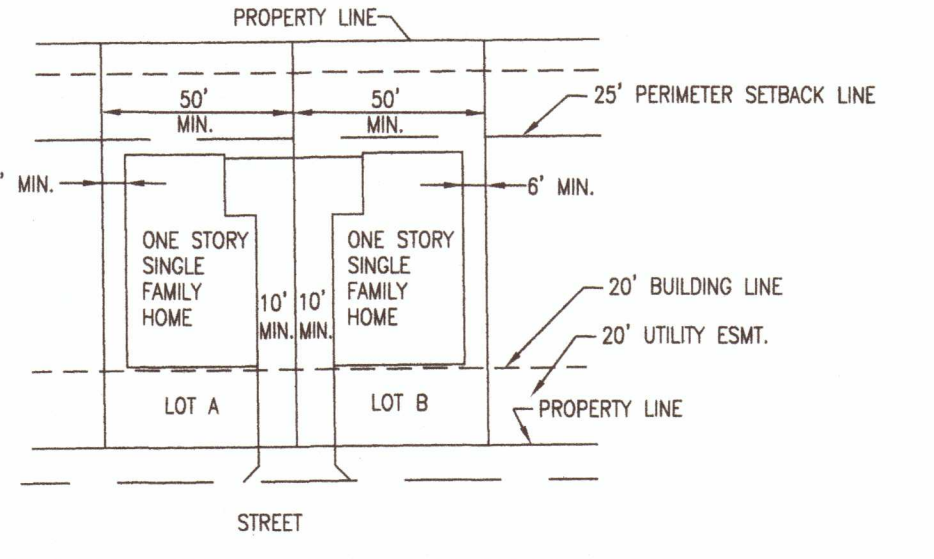 PROPERTY LINE
50'
MIN.
50'
MIN.
25' PERIMETER SETBACK LINE
' MIN.
6' MIN.
ONE STORY
SINGLE
FAMILY
HOME
ONE STORY
SINGLE
FAMILY
HOME
10'
MIN.
10'
MIN.
20' BUILDING LINE
20' UTILITY ESMT.
LOT A
LOT B
PROPERTY LINE
STREET